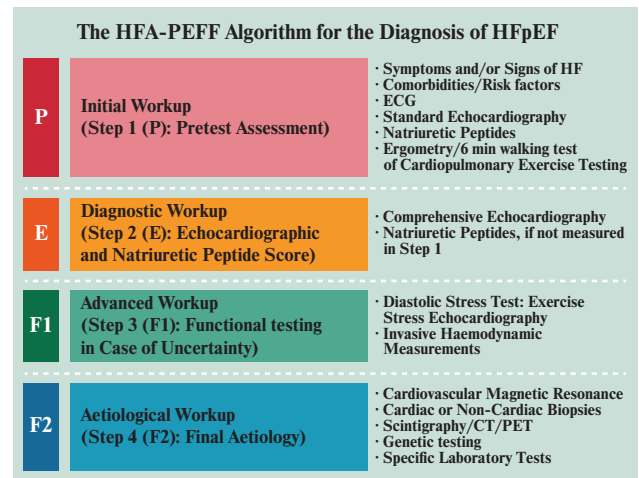 The HFA-PEFF Algorithm for the Diagnosis of HFpEF
P
Initial Workup
(Step 1 (P): Pretest Assessment)
· Symptoms and/or Signs of HF
· Comorbidities/Risk factors
· ECG
· Standard Echocardiography
· Natriuretic Peptides
· Ergometry/6 min walking test
of Cardiopulmonary Exercise Testing
E
Diagnostic Workup
(Step 2 (E): Echocardiographic
and Natriuretic Peptide Score)
· Comprehensive Echocardiography
· Natriuretic Peptides, if not measured
in Step 1
F1
Advanced Workup
(Step 3 (F1): Functional testing
in Case of Uncertainty)
· Diastolic Stress Test: Exercise
Stress Echocardiography
· Invasive Haemodynamic
Measurements
F2
Aetiological Workup
(Step 4 (F2): Final Aetiology)
· Cardiovascular Magnetic Resonance
· Cardiac or Non-Cardiac Biopsies
· Scintigraphy/CT/PET
· Genetic testing
· Specific Laboratory Tests